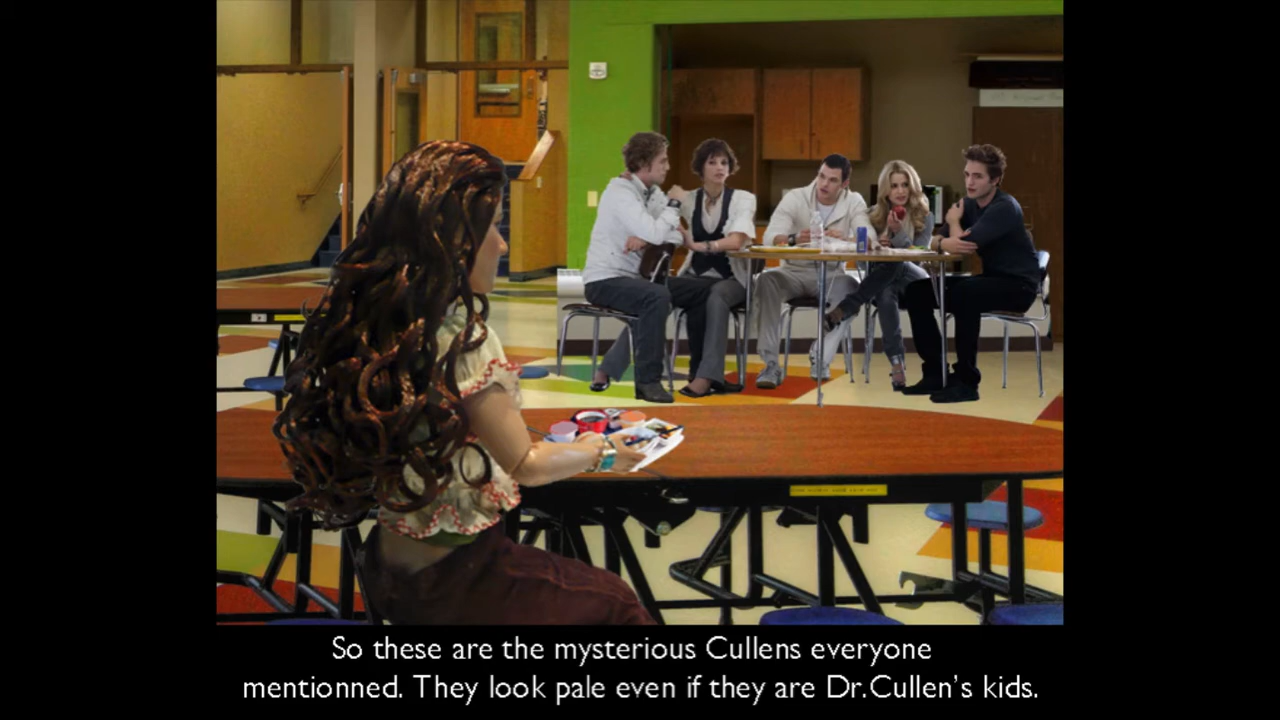 So these are the mysterious Cullens everyone
mentionned. They look pale even if they are Dr.Cullen's kids.